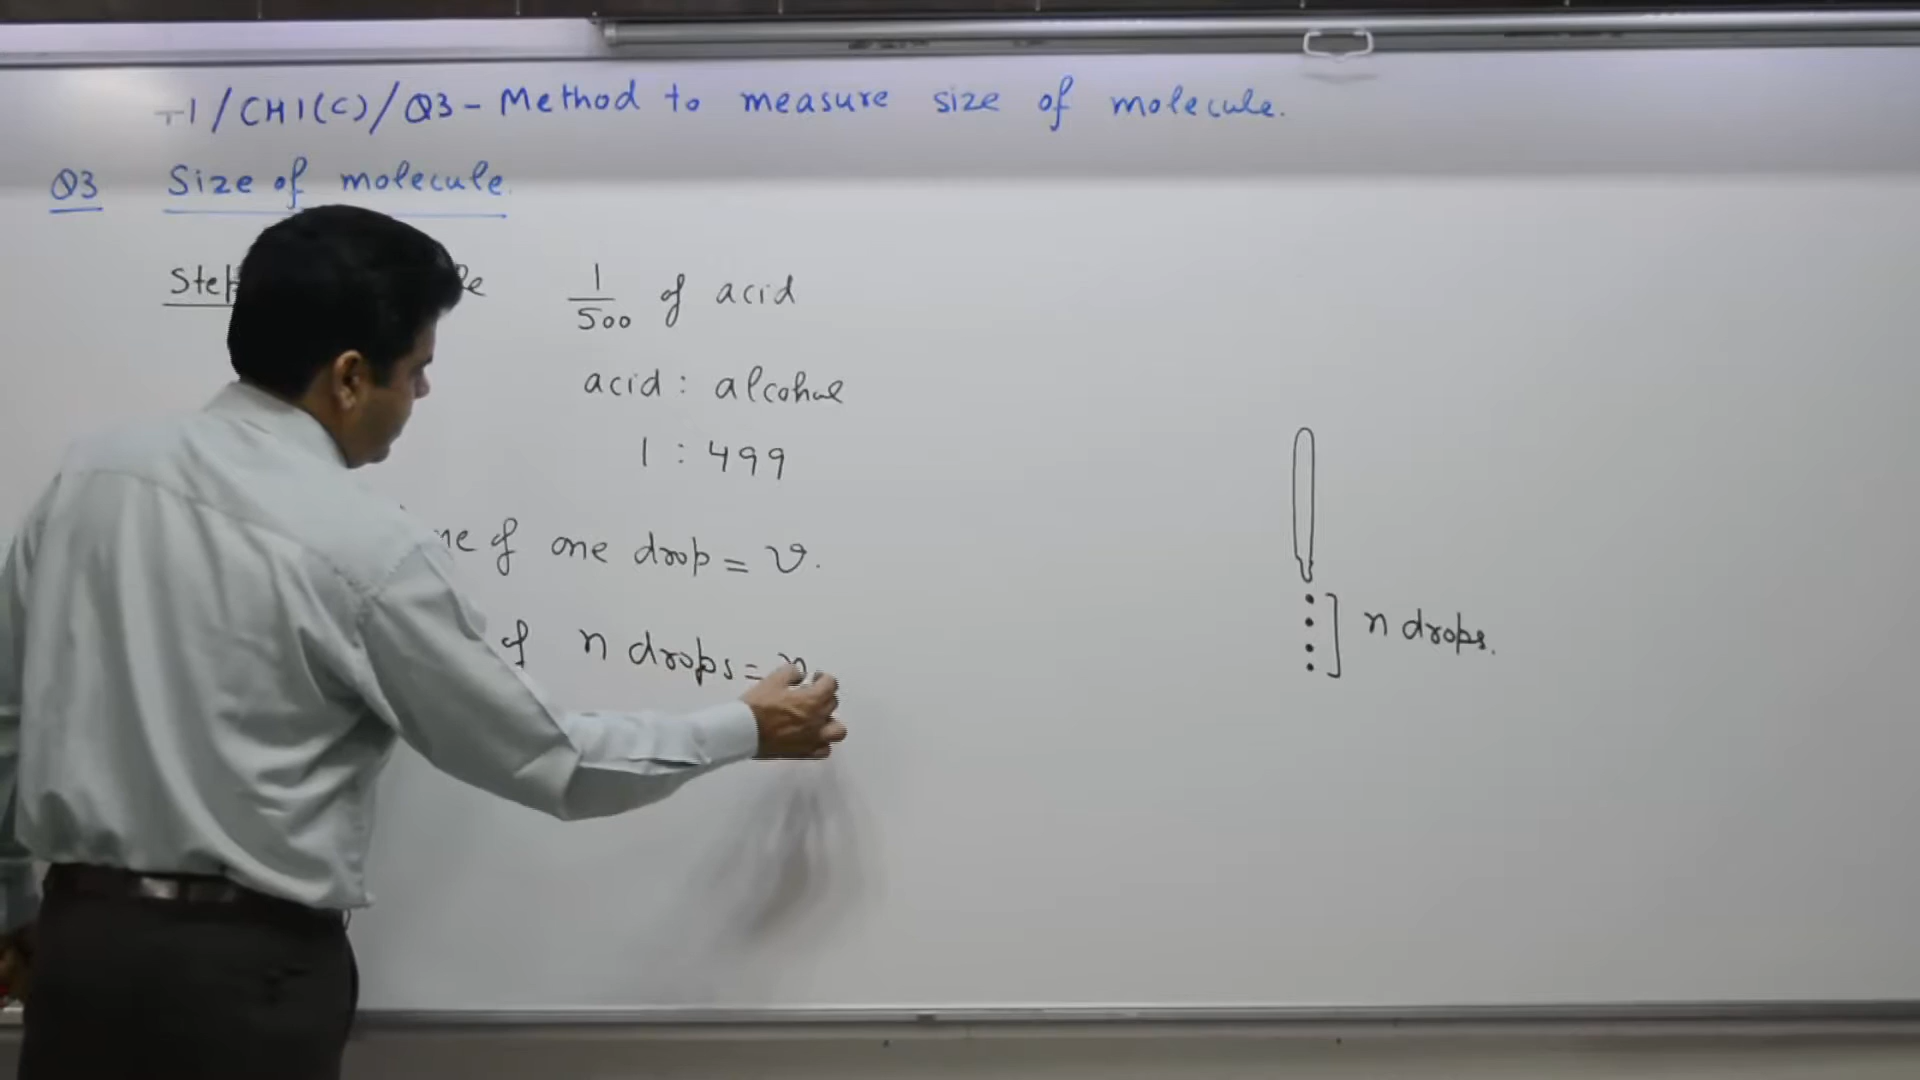 T1/CH1(C)/Q3 - Method to measure size of molecule.
Q3 Size of molecule.
1/500 of acid
acid : alcohol
1 : 499
of one drop = v.
of n drops = n
n drops.